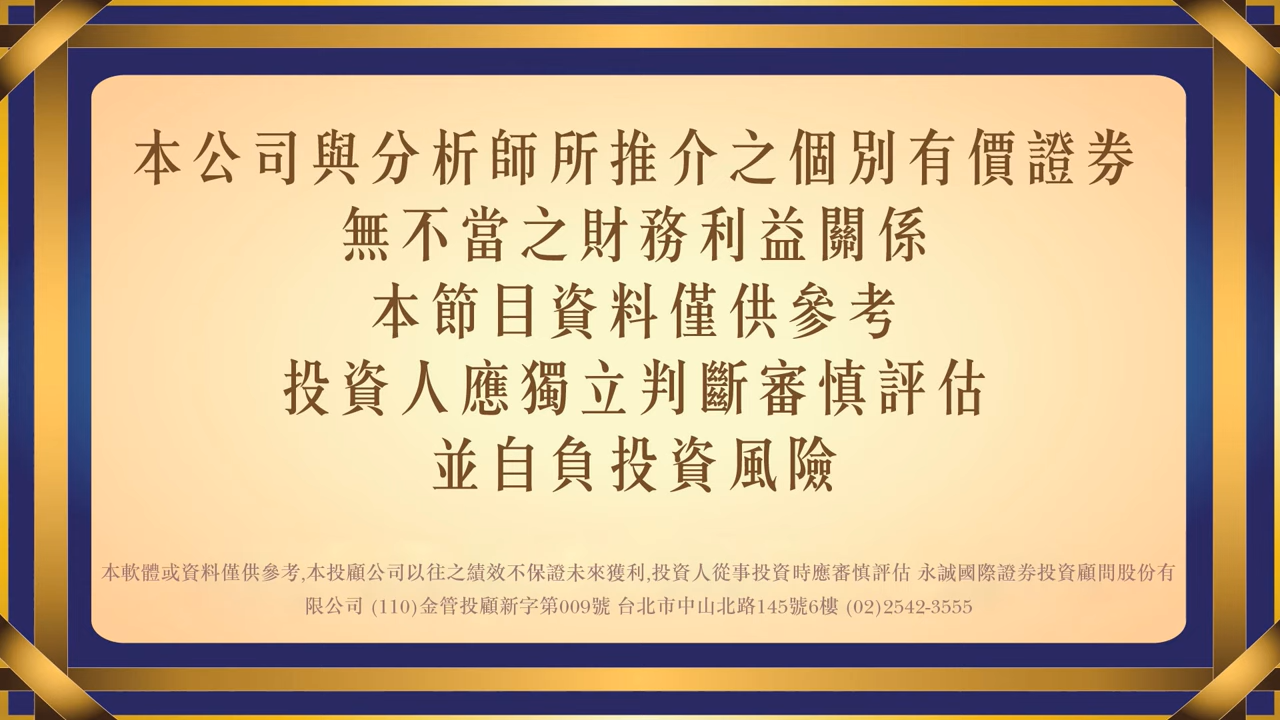 本公司與分析師所推介之個別有價證券
無不當之財務利益關係
本節目資料僅供參考
投資人應獨立判斷審慎評估
並自負投資風險
本軟體或資料僅供參考,本投顧公司以往之績效不保證未來獲利,投資人從事投資時應審慎評估 永誠國際證券投資顧問股份有
限公司 (110)金管投顧新字第009號 台北市中山北路145號6樓 (02)2542-3555